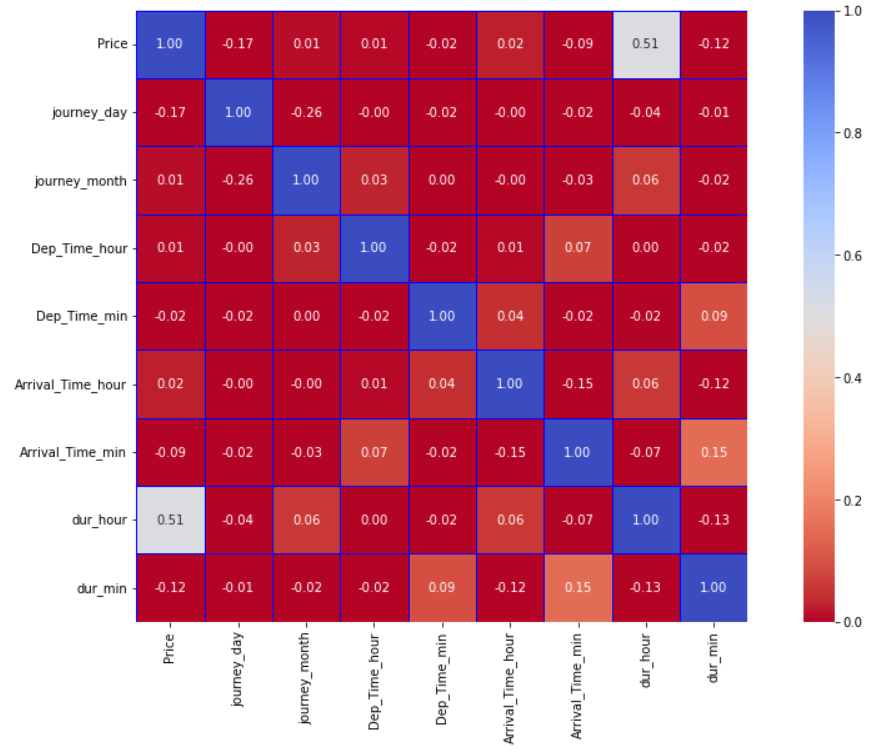 Price 1.00 -0.17 0.01 0.01 -0.02 0.02 -0.09 0.51 -0.12
journey_day -0.17 1.00 -0.26 -0.00 -0.02 -0.00 -0.02 -0.04 -0.01
journey_month 0.01 -0.26 1.00 0.03 0.00 -0.00 -0.03 0.06 -0.02
Dep_Time_hour 0.01 -0.00 0.03 1.00 -0.02 0.01 0.07 0.00 -0.02
Dep_Time_min -0.02 -0.02 0.00 -0.02 1.00 0.04 -0.02 -0.02 0.09
Arrival_Time_hour 0.02 -0.00 -0.00 0.01 0.04 1.00 -0.15 0.06 -0.12
Arrival_Time_min -0.09 -0.02 -0.03 0.07 -0.02 -0.15 1.00 -0.07 0.15
dur_hour 0.51 -0.04 0.06 0.00 -0.02 0.06 -0.07 1.00 -0.13
dur_min -0.12 -0.01 -0.02 -0.02 0.09 -0.12 0.15 -0.13 1.00
Price
journey_day
journey_month
Dep_Time_hour
Dep_Time_min
Arrival_Time_hour
Arrival_Time_min
dur_hour
dur_min
1.0
0.8
0.6
0.4
0.2
0.0